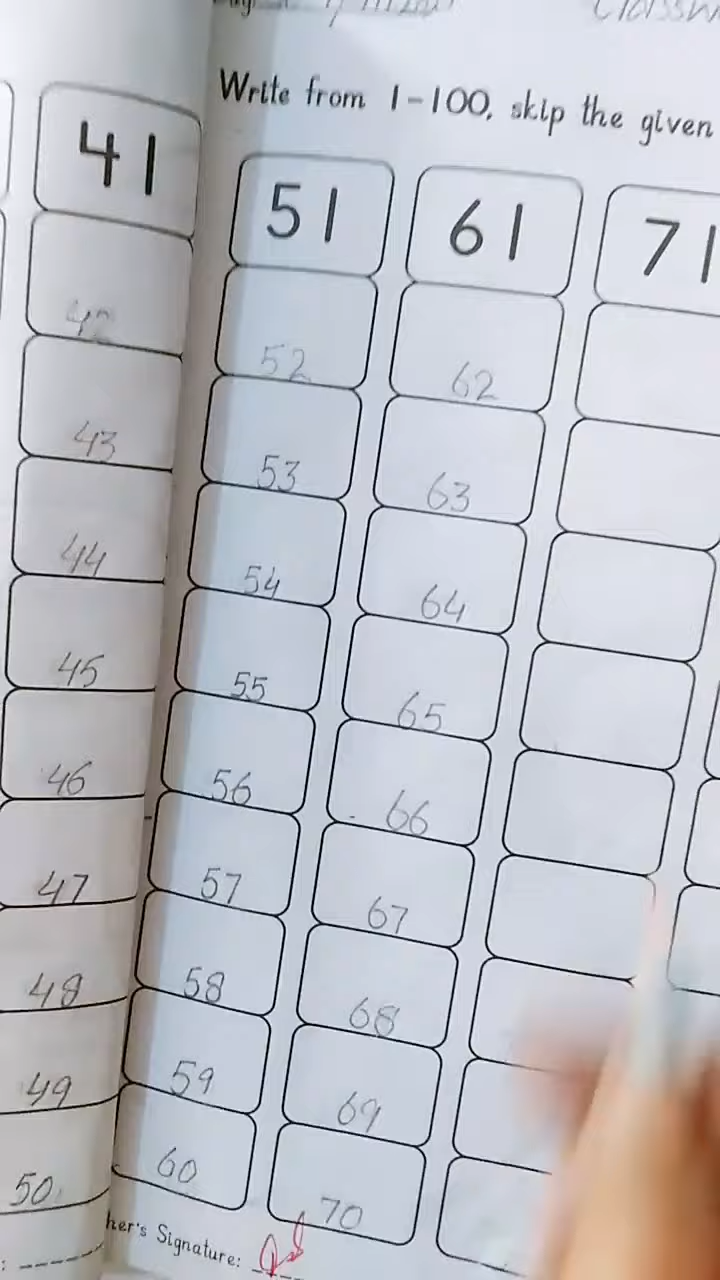 Write from 1-100, skip the given
41 51 61 71
42 52 62
43 53 63
44 54 64
45 55 65
46 56 66
47 57 67
48 58 68
49 59 69
50 60 70
her's Signature: